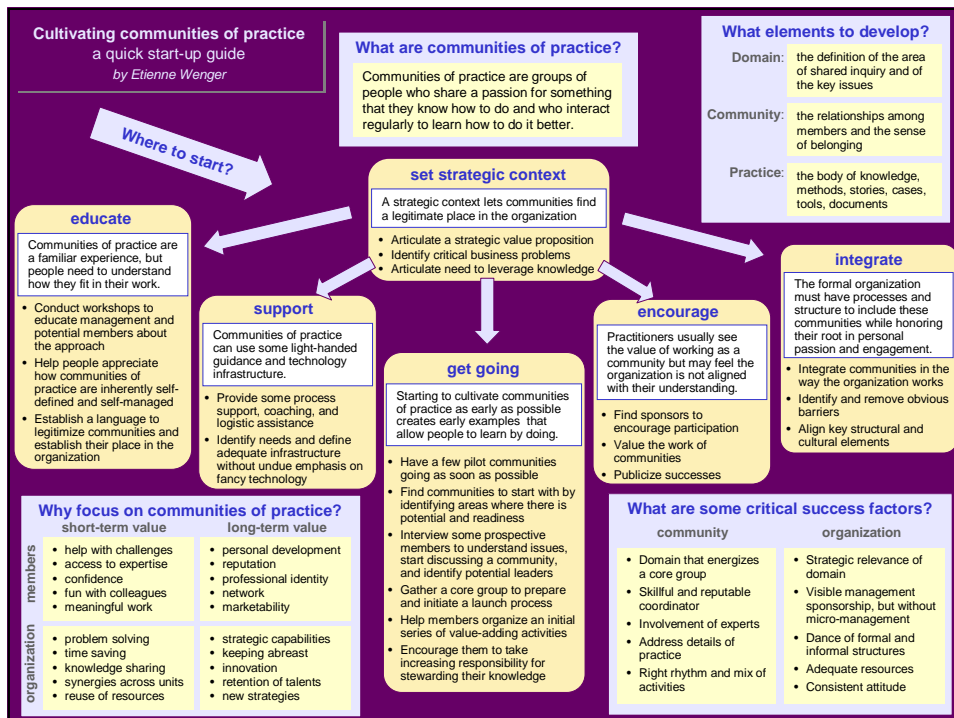 Cultivating communities of practice
a quick start-up guide
by Etienne Wenger
What are communities of practice?
Communities of practice are groups of
people who share a passion for something
that they know how to do and who interact
regularly to learn how to do it better.
What elements to develop?
Domain: the definition of the area
of shared inquiry and of
the key issues
Community: the relationships among
members and the sense
of belonging
Practice: the body of knowledge,
methods, stories, cases,
tools, documents
Where to start?
set strategic context
A strategic context lets communities find
a legitimate place in the organization
• Articulate a strategic value proposition
• Identify critical business problems
• Articulate need to leverage knowledge
educate
Communities of practice are
a familiar experience, but
people need to understand
how they fit in their work.
• Conduct workshops to
educate management and
potential members about
the approach
• Help people appreciate
how communities of
practice are inherently self-
defined and self-managed
• Establish a language to
legitimize communities and
establish their place in the
organization
support
Communities of practice
can use some light-handed
guidance and technology
infrastructure.
• Provide some process
support, coaching, and
logistic assistance
• Identify needs and define
adequate infrastructure
without undue emphasis on
fancy technology
get going
Starting to cultivate communities
of practice as early as possible
creates early examples that
allow people to learn by doing.
• Have a few pilot communities
going as soon as possible
• Find communities to start with by
identifying areas where there is
potential and readiness
• Interview some prospective
members to understand issues,
start discussing a community,
and identify potential leaders
• Gather a core group to prepare
and initiate a launch process
• Help members organize an initial
series of value-adding activities
• Encourage them to take
increasing responsibility for
stewarding their knowledge
encourage
Practitioners usually see
the value of working as a
community but may feel the
organization is not aligned
with their understanding.
• Find sponsors to
encourage participation
• Value the work of
communities
• Publicize successes
integrate
The formal organization
must have processes and
structure to include these
communities while honoring
their root in personal
passion and engagement.
• Integrate communities in
the way the organization works
• Identify and remove obvious
barriers
• Align key structural and
cultural elements
Why focus on communities of practice?
short-term value
long-term value
members
• help with challenges
• access to expertise
• confidence
• fun with colleagues
• meaningful work
• personal development
• reputation
• professional identity
• network
• marketability
organization
• problem solving
• time saving
• knowledge sharing
• synergies across units
• reuse of resources
• strategic capabilities
• keeping abreast
• innovation
• retention of talents
• new strategies
What are some critical success factors?
community
• Domain that energizes
a core group
• Skillful and reputable
coordinator
• Involvement of experts
• Address details of
practice
• Right rhythm and mix of
activities
organization
• Strategic relevance of
domain
• Visible management
sponsorship, but without
micro-management
• Dance of formal and
informal structures
• Adequate resources
• Consistent attitude